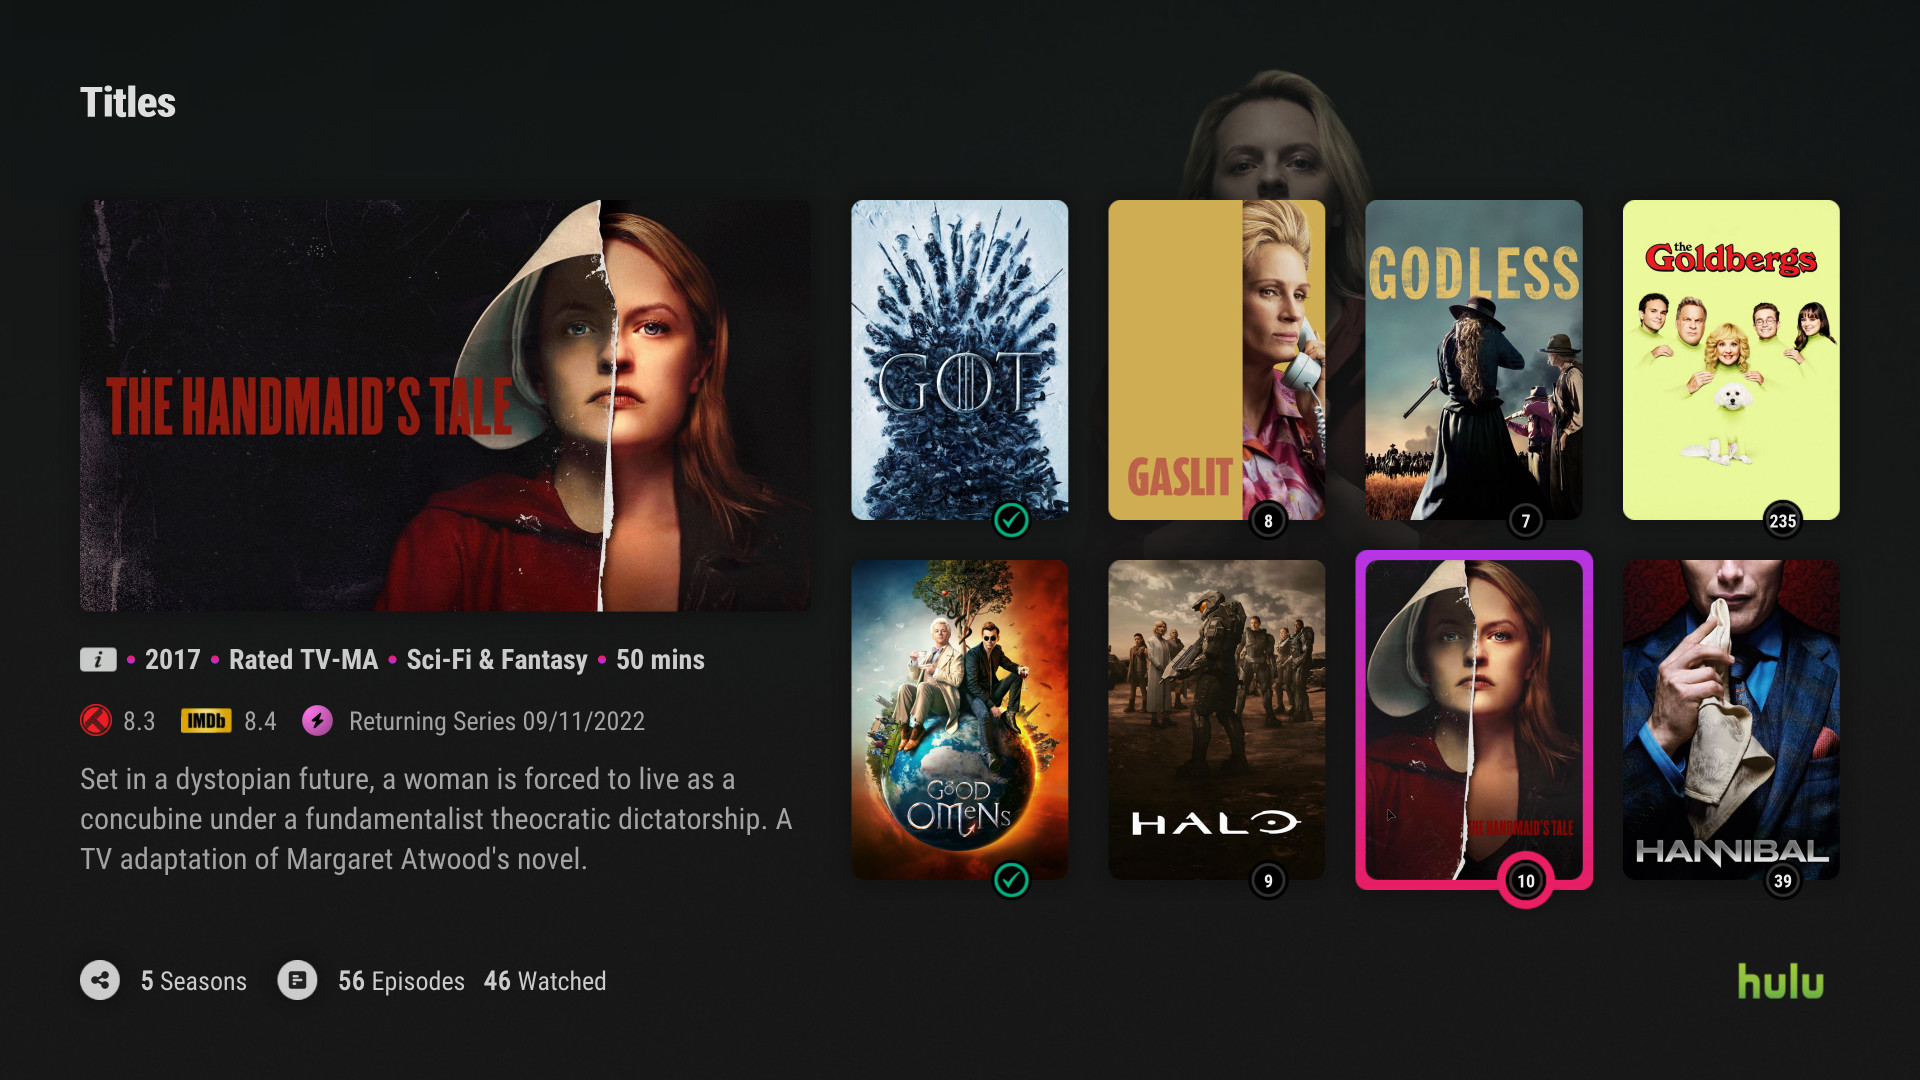 Titles
THE HANDMAID'S TALE
• 2017 • Rated TV-MA • Sci-Fi & Fantasy • 50 mins
8.3 IMDb 8.4 Returning Series 09/11/2022
Set in a dystopian future, a woman is forced to live as a
concubine under a fundamentalist theocratic dictatorship. A
TV adaptation of Margaret Atwood's novel.
5 Seasons 56 Episodes 46 Watched
GOT
GASLIT
8
GODLESS
7
the
Goldbergs
235
GOOD
OMENS
HALO
9
THE HANDMAID'S TALE
10
HANNIBAL
39
hulu